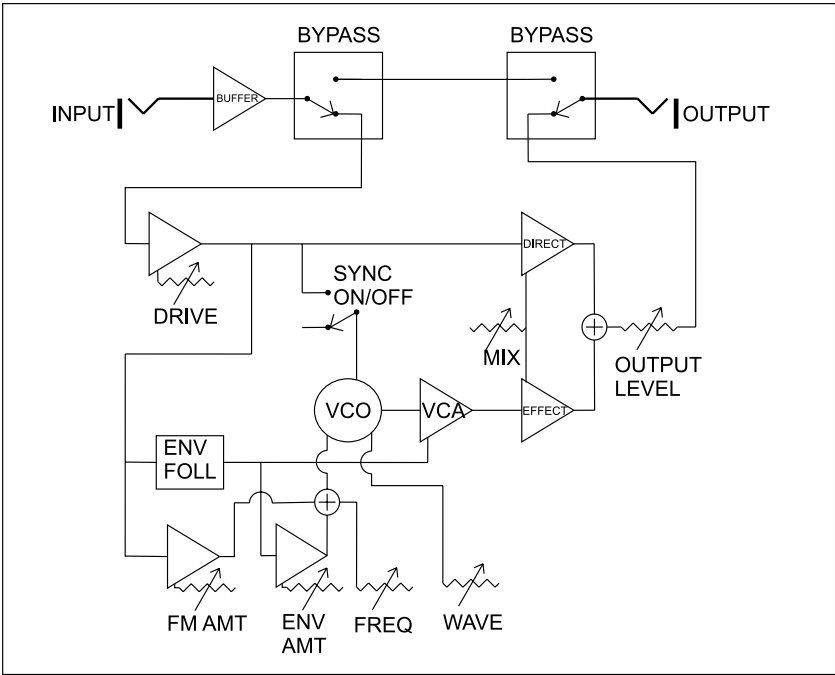 BYPASS
BYPASS
INPUT
BUFFER
OUTPUT
DIRECT
SYNC
ON/OFF
DRIVE
MIX
OUTPUT
LEVEL
VCO
VCA
EFFECT
ENV
FOLL
FM AMT
ENV
AMT
FREQ
WAVE